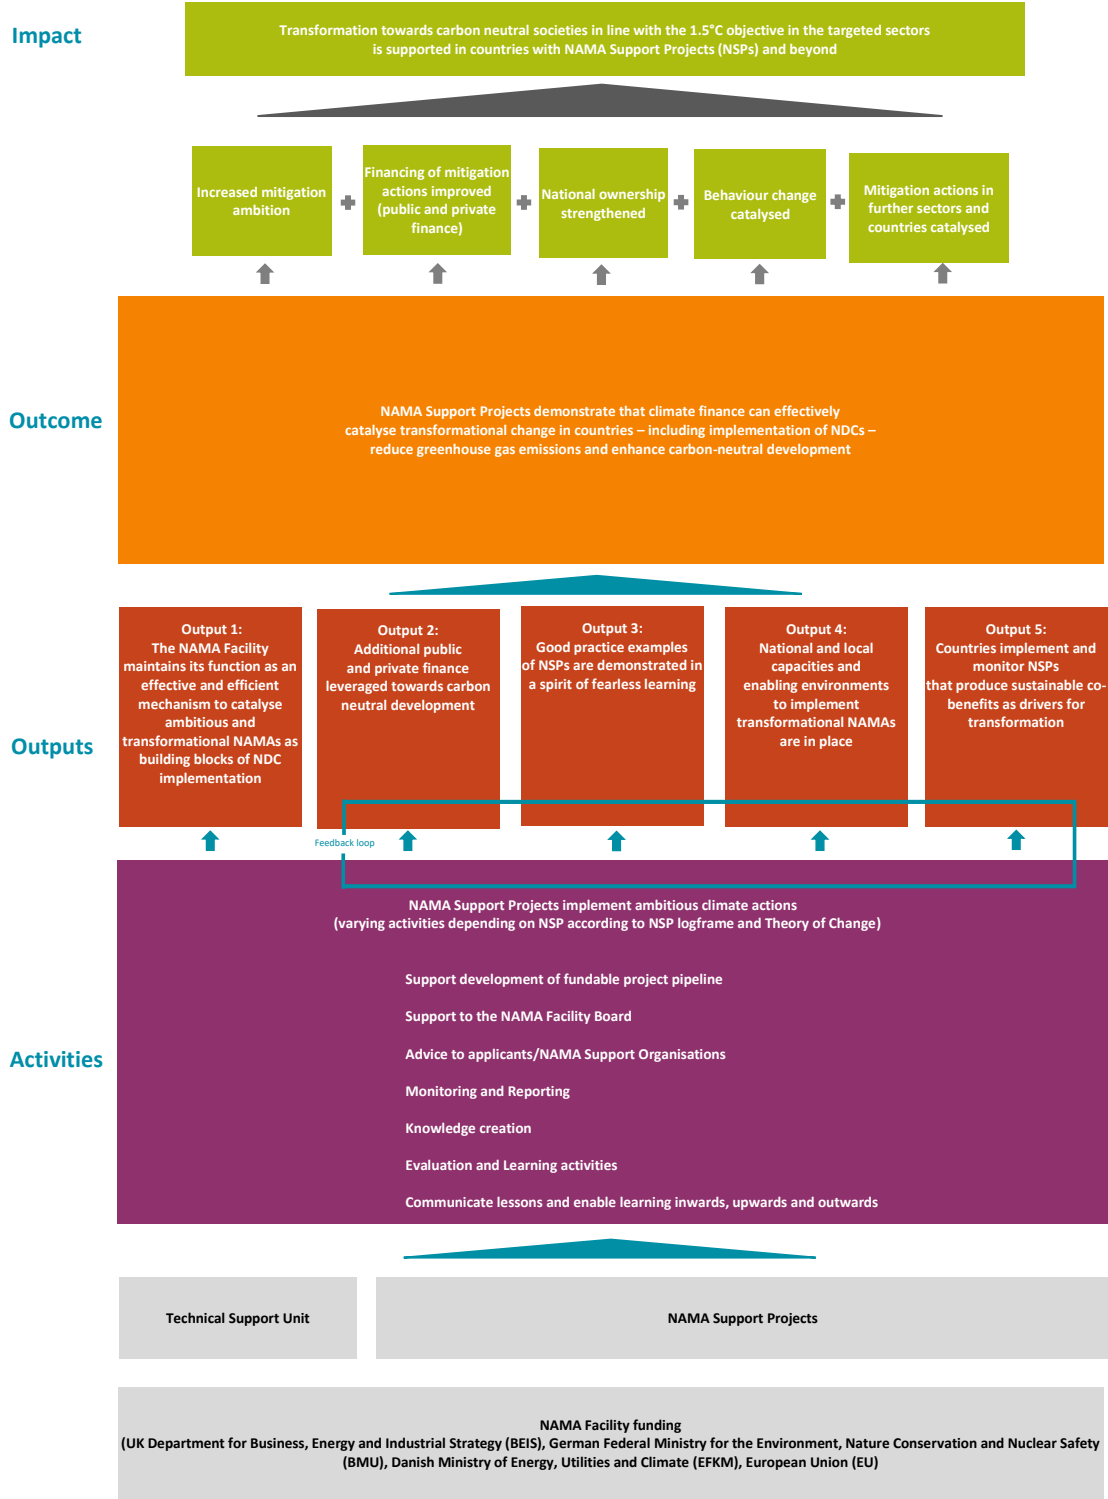 Impact
Transformation towards carbon neutral societies in line with the 1.5°C objective in the targeted sectors
is supported in countries with NAMA Support Projects (NSPs) and beyond
Increased mitigation
ambition
Financing of mitigation
actions improved
(public and private
finance)
National ownership
strengthened
Behaviour change
catalysed
Mitigation actions in
further sectors and
countries catalysed
Outcome
NAMA Support Projects demonstrate that climate finance can effectively
catalyse transformational change in countries – including implementation of NDCs –
reduce greenhouse gas emissions and enhance carbon-neutral development
Outputs
Output 1:
The NAMA Facility
maintains its function as an
effective and efficient
mechanism to catalyse
ambitious and
transformational NAMAs as
building blocks of NDC
implementation
Output 2:
Additional public
and private finance
leveraged towards carbon
neutral development
Output 3:
Good practice examples
of NSPs are demonstrated in
a spirit of fearless learning
Output 4:
National and local
capacities and
enabling environments
to implement
transformational NAMAs
are in place
Output 5:
Countries implement and
monitor NSPs
that produce sustainable co-
benefits as drivers for
transformation
Feedback loop
Activities
NAMA Support Projects implement ambitious climate actions
(varying activities depending on NSP according to NSP logframe and Theory of Change)
Support development of fundable project pipeline
Support to the NAMA Facility Board
Advice to applicants/NAMA Support Organisations
Monitoring and Reporting
Knowledge creation
Evaluation and Learning activities
Communicate lessons and enable learning inwards, upwards and outwards
Technical Support Unit
NAMA Support Projects
NAMA Facility funding
(UK Department for Business, Energy and Industrial Strategy (BEIS), German Federal Ministry for the Environment, Nature Conservation and Nuclear Safety
(BMU), Danish Ministry of Energy, Utilities and Climate (EFKM), European Union (EU)